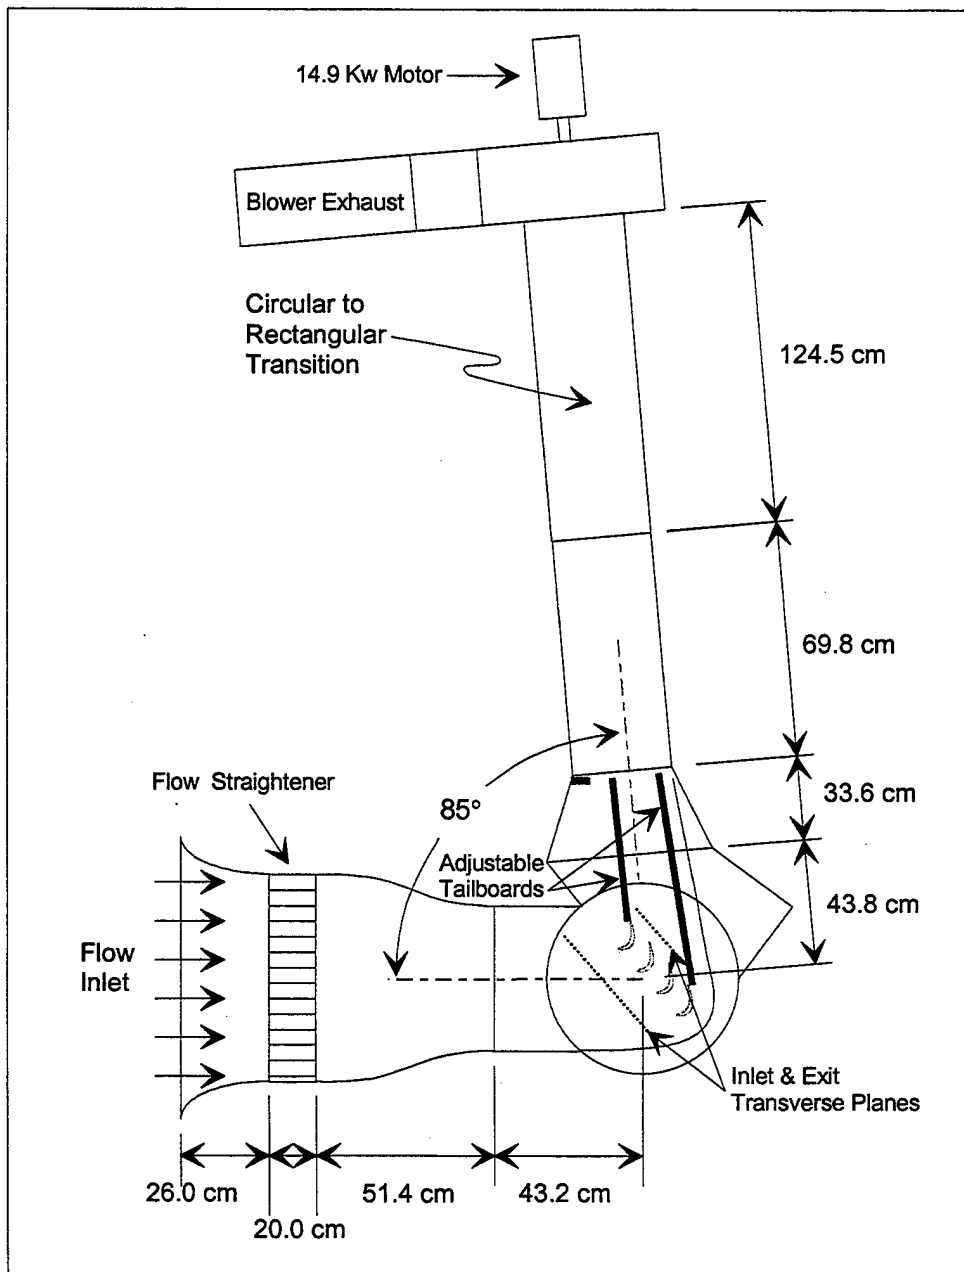 14.9 Kw Motor
Blower Exhaust
Circular to
Rectangular
Transition
124.5 cm
69.8 cm
Flow Straightener
85°
33.6 cm
Adjustable
Tailboards
43.8 cm
Flow
Inlet
Inlet & Exit
Transverse Planes
26.0 cm
51.4 cm
43.2 cm
20.0 cm